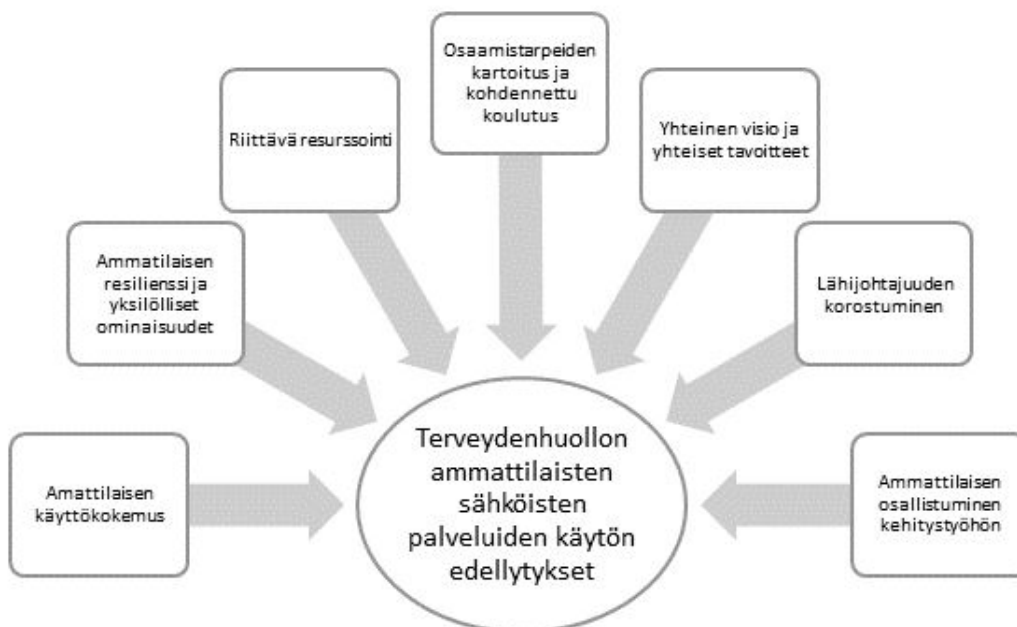 Osaamistarpeiden
kartoitus ja
kohdennettu
koulutus
Riittävä resurssointi
Yhteinen visio ja
yhteiset tavoitteet
Ammatilaisen
resilienssi ja
yksilölliset
ominaisuudet
Lähijohtajuuden
korostuminen
Amattilaisen
käyttökokemus
Terveydenhuollon
ammattilaisten
sähköisten
palveluiden käytön
edellytykset
Ammattilaisen
osallistuminen
kehitystyöhön